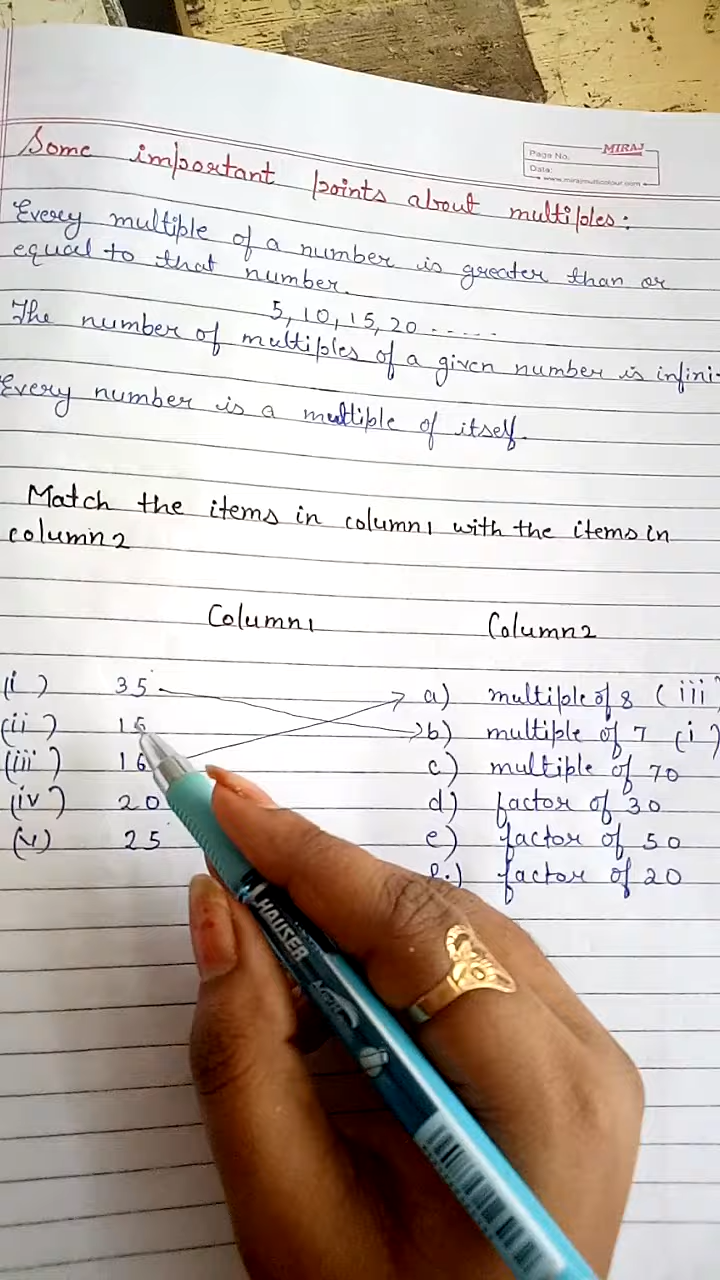 MIRAJ
Page No.
Date:
www.mirajmulticolour.com
Some important points about multiples:
Every multiple of a number is greater than or
equal to that number.
5, 10, 15, 20 .....
The number of multiples of a given number is infini-
Every number is a multiple of itself.
Match the items in column1 with the items in
column2
Column1 Column2
(i) 35 a) multiple of 8 (iii)
(ii) 15 b) multiple of 7 (i)
(iii) 16 c) multiple of 70
(iv) 20 d) factor of 30
(v) 25 e) factor of 50
factor of 20
HAUSER